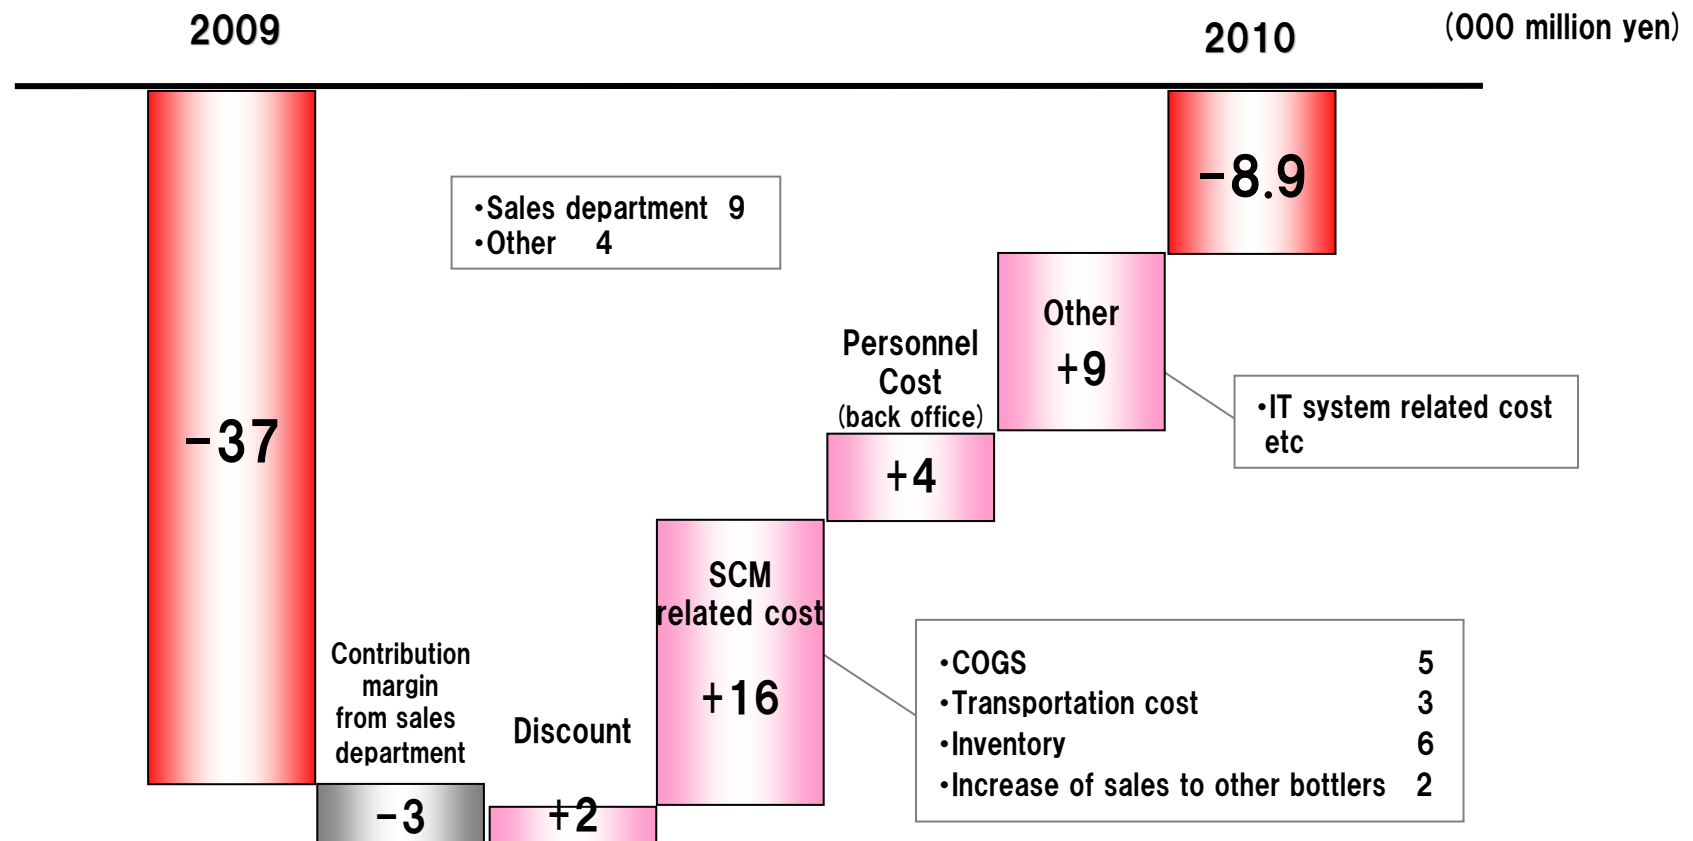 2009
2010
(000 million yen)
-37
-8.9
・Sales department 9
・Other 4
Other
+9
Personnel
Cost
(back office)
+4
・IT system related cost
etc
SCM
related cost
+16
Contribution
margin
from sales
department
-3
Discount
+2
・COGS 5
・Transportation cost 3
・Inventory 6
・Increase of sales to other bottlers 2